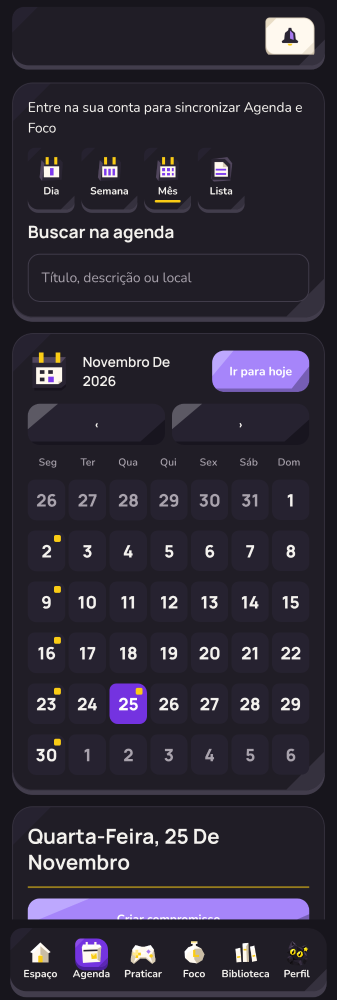 Entre na sua conta para sincronizar Agenda e
Foco
Dia Semana Mês Lista
Buscar na agenda
Título, descrição ou local
Novembro De
2026
Ir para hoje
‹ ›
Seg Ter Qua Qui Sex Sáb Dom
26 27 28 29 30 31 1
2 3 4 5 6 7 8
9 10 11 12 13 14 15
16 17 18 19 20 21 22
23 24 25 26 27 28 29
30 1 2 3 4 5 6
Quarta-Feira, 25 De
Novembro
Criar compromisso
Espaço Agenda Praticar Foco Biblioteca Perfil